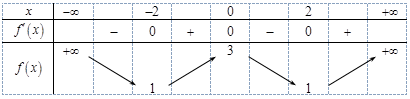 x −∞ −2 0 2 +∞
f′(x) − 0 + 0 − 0 +
+∞ 3 +∞
f(x)
1 1